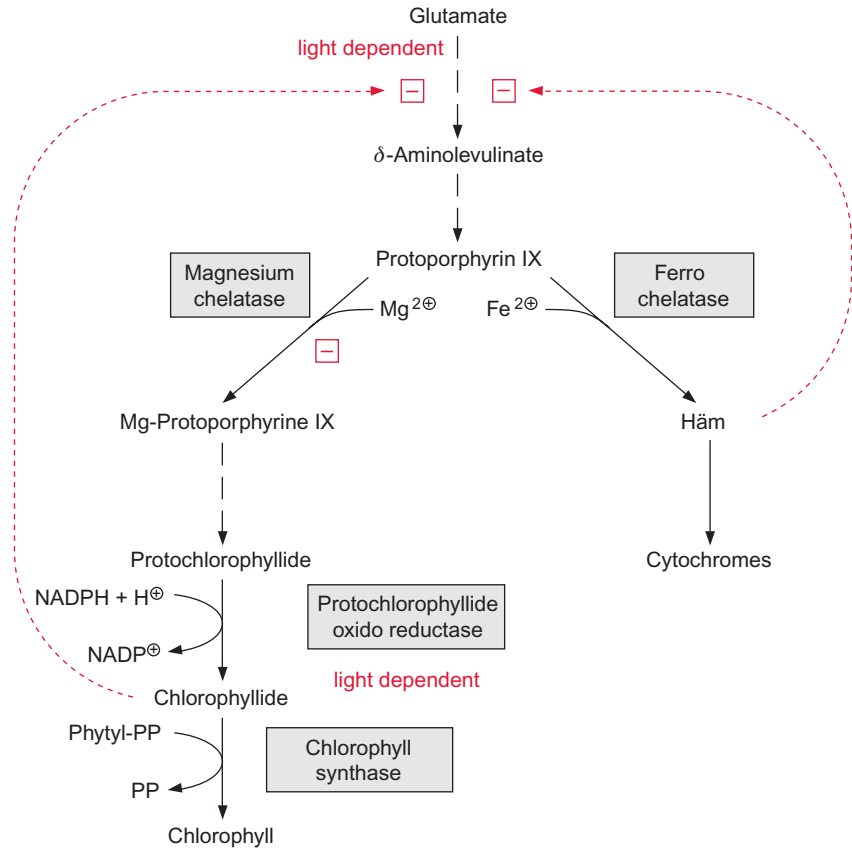 Glutamate
light dependent
−
−
δ-Aminolevulinate
Protoporphyrin IX
Magnesium
chelatase
Ferro
chelatase
Mg2⊕
Fe2⊕
−
Mg-Protoporphyrine IX
Häm
Protochlorophyllide
Cytochromes
NADPH + H⊕
Protochlorophyllide
oxido reductase
NADP⊕
light dependent
Chlorophyllide
Phytyl-PP
Chlorophyll
synthase
PP
Chlorophyll